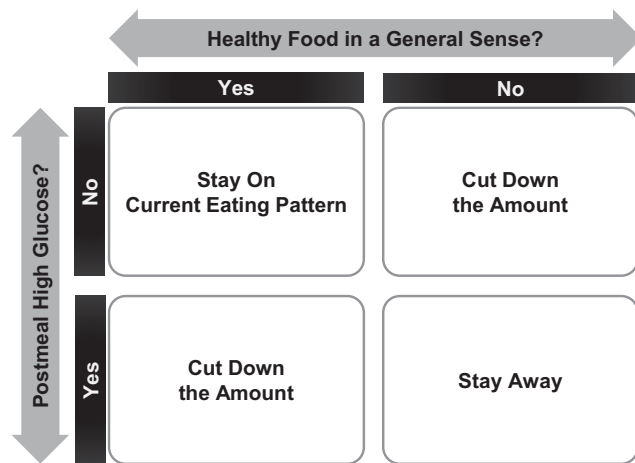 Healthy Food in a General Sense?
Yes
No
Postmeal High Glucose?
No
Stay On
Current Eating Pattern
Cut Down
the Amount
Yes
Cut Down
the Amount
Stay Away